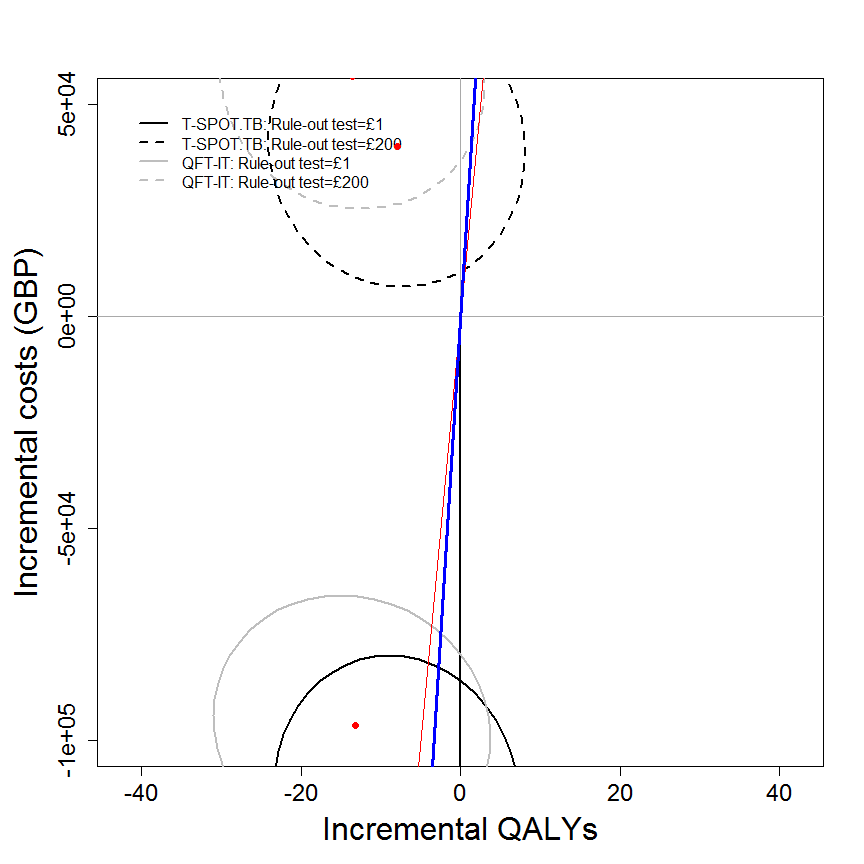 T-SPOT.TB: Rule-out test=£1
T-SPOT.TB: Rule-out test=£200
QFT-IT: Rule-out test=£1
QFT-IT: Rule-out test=£200
5e+04
0e+00
-5e+04
-1e+05
Incremental costs (GBP)
-40 -20 0 20 40
Incremental QALYs